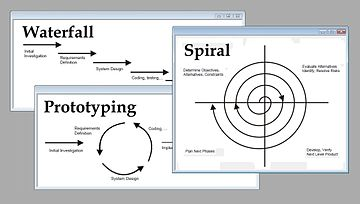 Waterfall
Initial
Investigation
Requirements
Definition
System Design
Coding, testing,...
Prototyping
Requirements
Definition
Coding, ...
Initial
Investigation
System Design
Spiral
Determine Objectives,
Alternatives, Constraints
Evaluate Alternatives
Identify, Resolve Risks
Plan Next Phases
Develop, Verify
Next Level Product